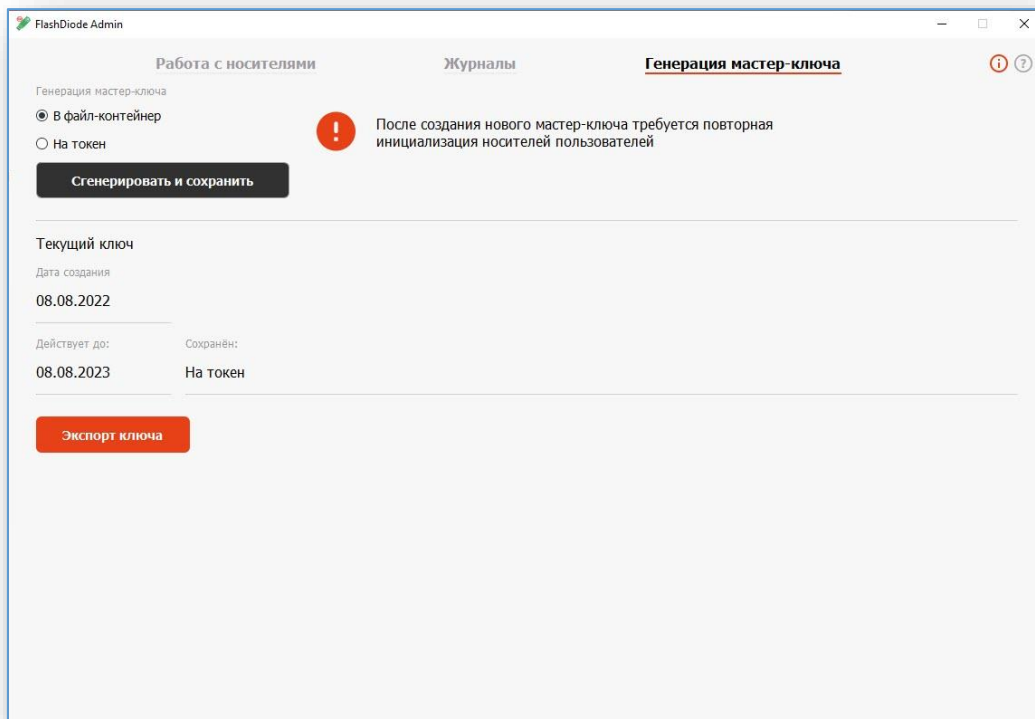 FlashDiode Admin
Работа с носителями
Журналы
Генерация мастер-ключа
Генерация мастер-ключа
В файл-контейнер
На токен
После создания нового мастер-ключа требуется повторная
инициализация носителей пользователей
Сгенерировать и сохранить
Текущий ключ
Дата создания
08.08.2022
Действует до:
Сохранён:
08.08.2023
На токен
Экспорт ключа